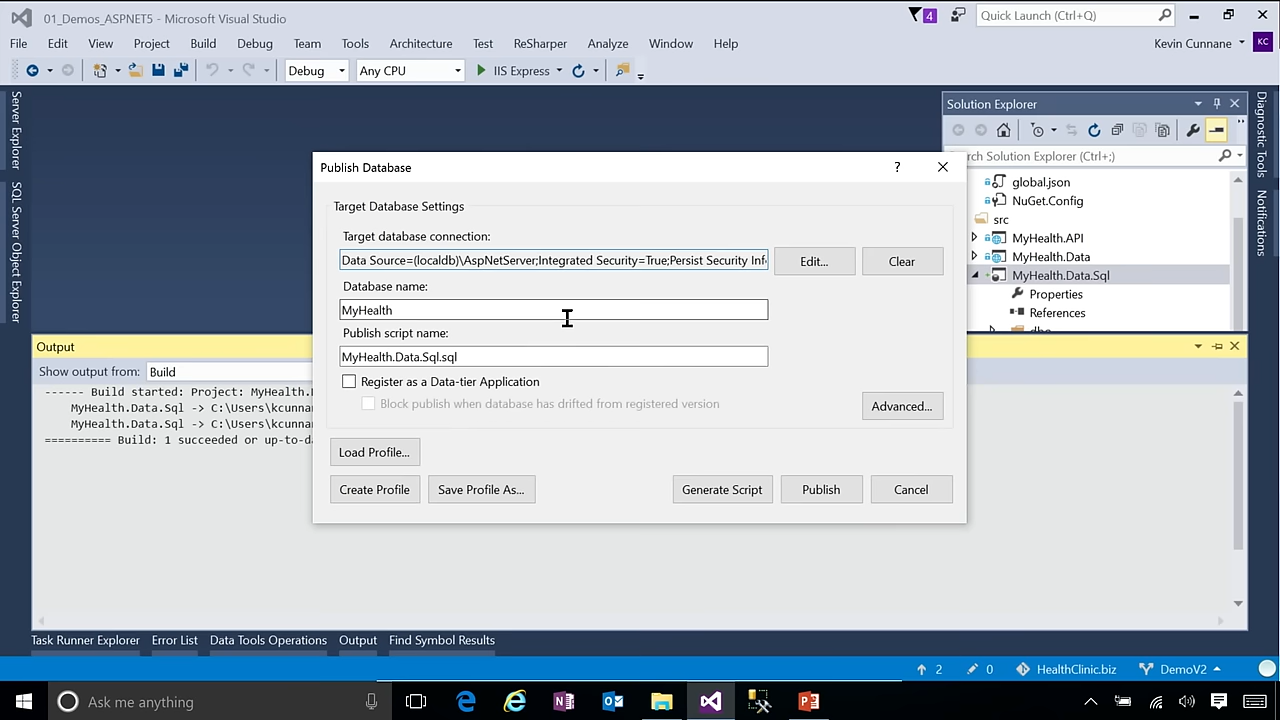 01_Demos_ASPNET5 - Microsoft Visual Studio
4
Quick Launch (Ctrl+Q)
File Edit View Project Build Debug Team Tools Architecture Test ReSharper Analyze Window Help
Kevin Cunnane
KC
Debug
Any CPU
IIS Express
Server Explorer
SQL Server Object Explorer
Solution Explorer
rch Solution Explorer (Ctrl+;)
global.json
NuGet.Config
src
MyHealth.API
MyHealth.Data
MyHealth.Data.Sql
Properties
References
dbo
Diagnostic Tools
Notifications
Publish Database
?
Target Database Settings
Target database connection:
Data Source=(localdb)\AspNetServer;Integrated Security=True;Persist Security Inf
Edit...
Clear
Database name:
MyHealth
Publish script name:
MyHealth.Data.Sql.sql
Register as a Data-tier Application
Block publish when database has drifted from registered version
Advanced...
Load Profile...
Create Profile
Save Profile As...
Generate Script
Publish
Cancel
Output
Show output from: Build
------ Build started: Project: MyHealth.
MyHealth.Data.Sql -> C:\Users\kcunnan
MyHealth.Data.Sql -> C:\Users\kcunnan
========== Build: 1 succeeded or up-to-da
Task Runner Explorer Error List Data Tools Operations Output Find Symbol Results
2 0 HealthClinic.biz DemoV2
Ask me anything